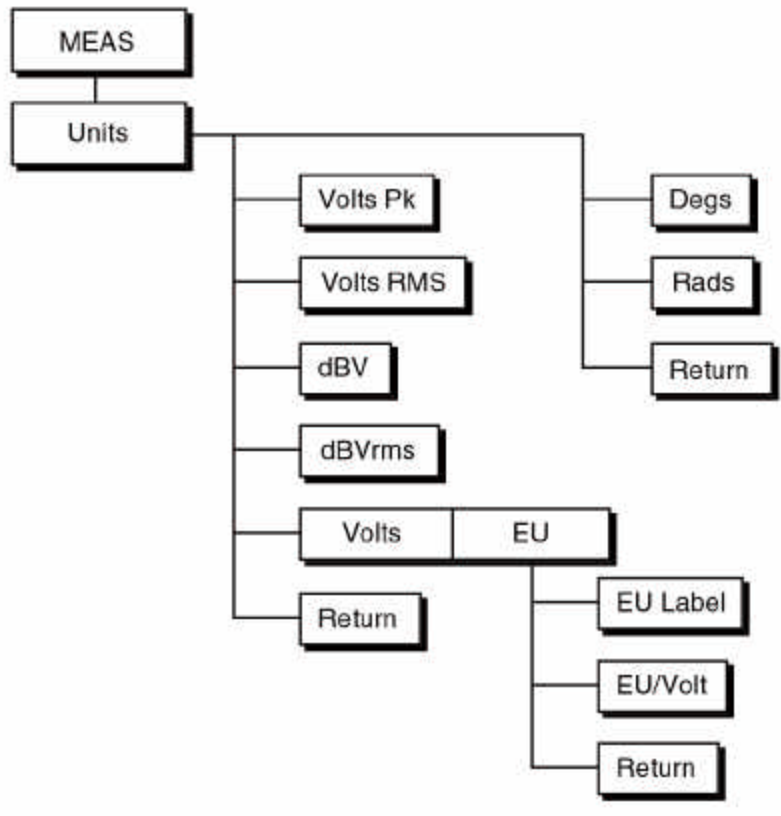 MEAS
Units
Volts Pk
Degs
Volts RMS
Rads
dBV
Return
dBVrms
Volts EU
EU Label
Return
EU/Volt
Return